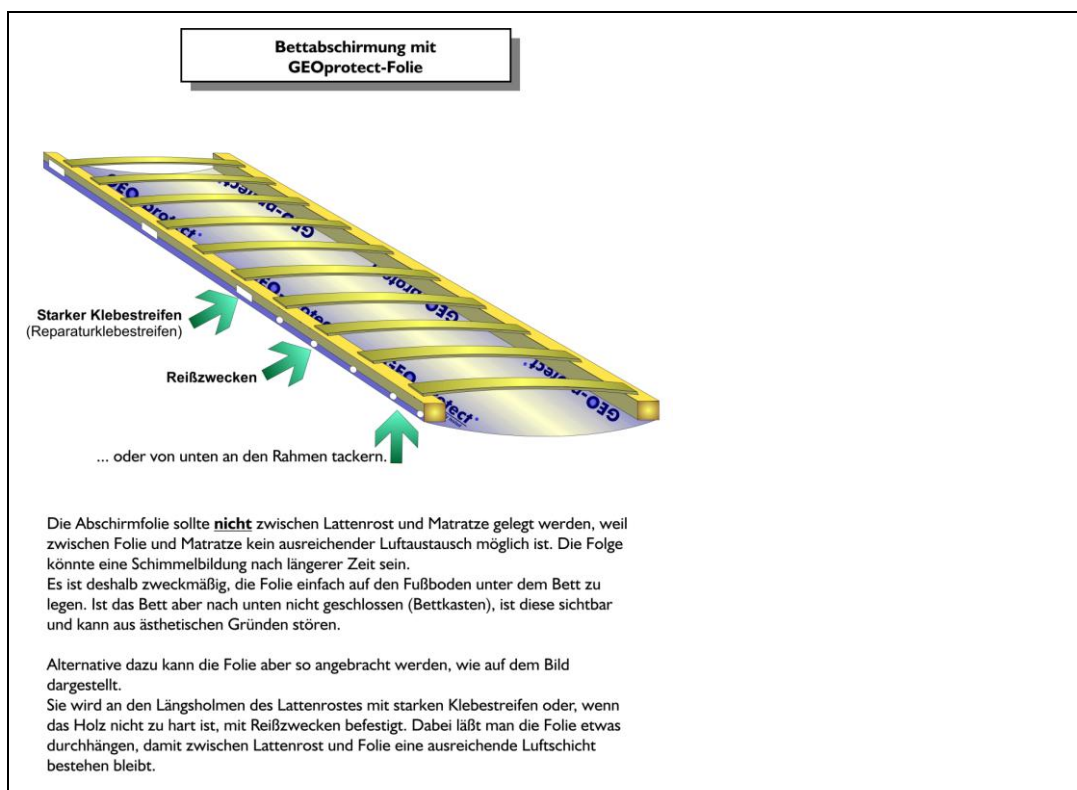 Bettabschirmung mit
GEOprotect-Folie
GEO-protect
GEO-protect
GEO-protect
Starker Klebestreifen
(Reparaturklebestreifen)
Reißzwecken
... oder von unten an den Rahmen tackern.
Die Abschirmfolie sollte nicht zwischen Lattenrost und Matratze gelegt werden, weil
zwischen Folie und Matratze kein ausreichender Luftaustausch möglich ist. Die Folge
könnte eine Schimmelbildung nach längerer Zeit sein.
Es ist deshalb zweckmäßig, die Folie einfach auf den Fußboden unter dem Bett zu
legen. Ist das Bett aber nach unten nicht geschlossen (Bettkasten), ist diese sichtbar
und kann aus ästhetischen Gründen stören.
Alternative dazu kann die Folie aber so angebracht werden, wie auf dem Bild
dargestellt.
Sie wird an den Längsholmen des Lattenrostes mit starken Klebestreifen oder, wenn
das Holz nicht zu hart ist, mit Reißzwecken befestigt. Dabei läßt man die Folie etwas
durchhängen, damit zwischen Lattenrost und Folie eine ausreichende Luftschicht
bestehen bleibt.